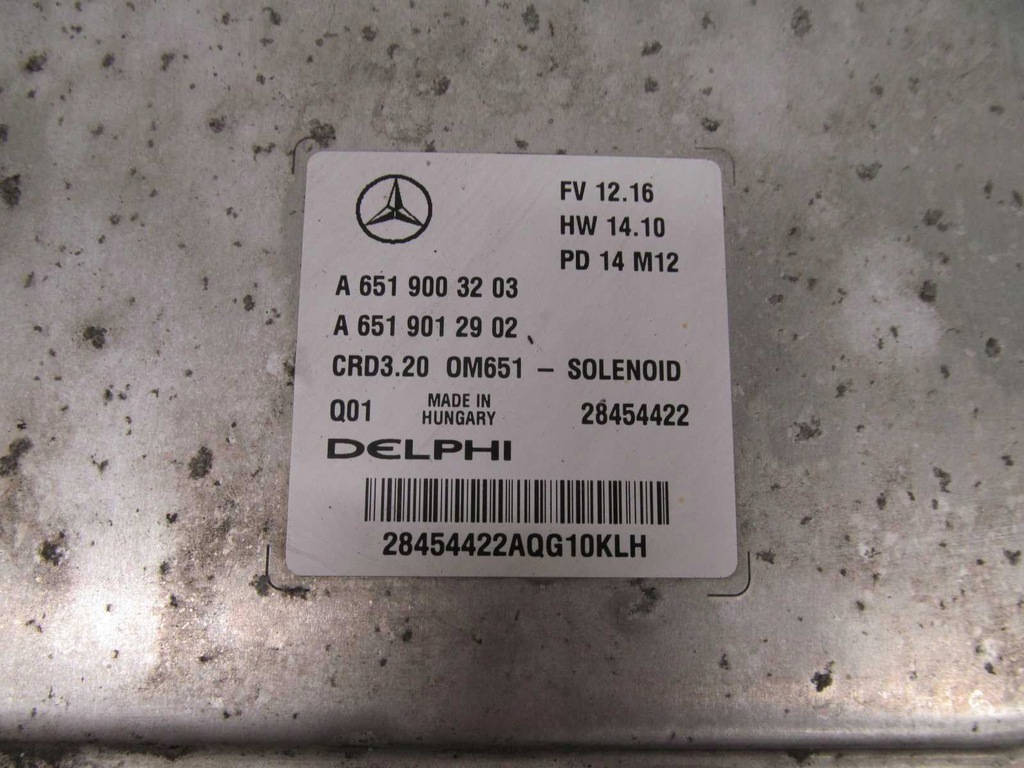 FV 12.16
HW 14.10
PD 14 M12
A 651 900 32 03
A 651 901 29 02
CRD3.20 OM651 – SOLENOID
Q01 MADE IN HUNGARY 28454422
DELPHI
28454422AQG10KLH